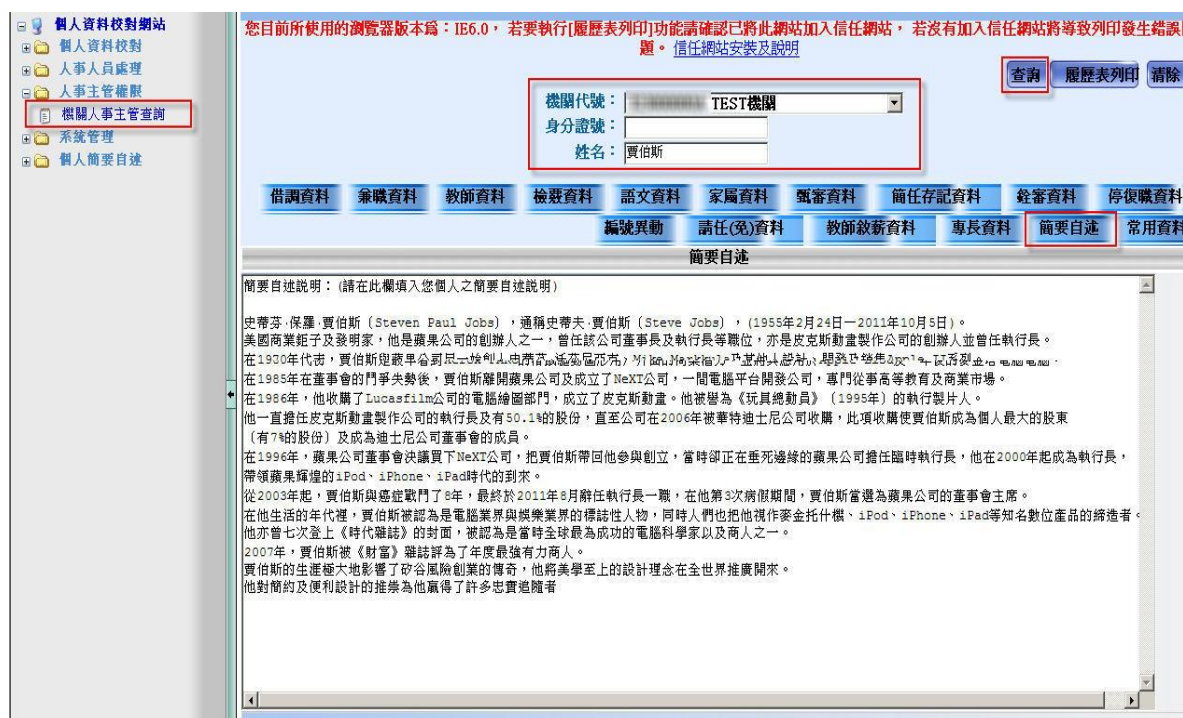 個人資料校對網站
個人資料校對
人事人員處理
人事主管權限
機關人事主管查詢
系統管理
個人簡要自述
您目前所使用的瀏覽器版本為：IE6.0， 若要執行[履歷表列印]功能請確認已將此網站加入信任網站， 若沒有加入信任網站將導致列印發生錯誤
題。 信任網站安裝及說明
查詢 履歷表列印 清除
機關代號： TEST機關
身分證號：
姓名： 賈伯斯
借調資料 兼職資料 教師資料 檢覈資料 語文資料 家屬資料 甄審資料 簡任存記資料 銓審資料 停復職資料
編號異動 請任(免)資料 教師敘薪資料 專長資料 簡要自述 常用資料
簡要自述
簡要自述說明：(請在此欄填入您個人之簡要自述說明)
史蒂芬·保羅·賈伯斯（Steven Paul Jobs），通稱史蒂夫·賈伯斯（Steve Jobs），(1955年2月24日－2011年10月5日)。
美國商業鉅子及發明家，他是蘋果公司的創辦人之一，曾任該公司董事長及執行長等職位，亦是皮克斯動畫製作公司的創辦人並曾任執行長。
在1985年在董事會的鬥爭失勢後，賈伯斯離開蘋果公司及成立了NeXT公司，一間電腦平台開發公司，專門從事高等教育及商業市場。
在1986年，他收購了Lucasfilm公司的電腦繪圖部門，成立了皮克斯動畫。他被譽為《玩具總動員》（1995年）的執行製片人。
他一直擔任皮克斯動畫製作公司的執行長及有50.1%的股份，直至公司在2006年被華特迪士尼公司收購，此項收購使賈伯斯成為個人最大的股東
（有7%的股份）及成為迪士尼公司董事會的成員。
在1996年，蘋果公司董事會決議買下NeXT公司，把賈伯斯帶回他參與創立，當時卻正在垂死邊緣的蘋果公司擔任臨時執行長，他在2000年起成為執行長，
帶領蘋果輝煌的iPod、iPhone、iPad時代的到來。
從2003年起，賈伯斯與癌症戰鬥了8年，最終於2011年8月辭任執行長一職，在他第3次病假期間，賈伯斯當選為蘋果公司的董事會主席。
在他生活的年代裡，賈伯斯被認為是電腦業界與娛樂業界的標誌性人物，同時人們也把他視作麥金托什機、iPod、iPhone、iPad等知名數位產品的締造者。
他亦曾七次登上《時代雜誌》的封面，被認為是當時全球最為成功的電腦科學家以及商人之一。
2007年，賈伯斯被《財富》雜誌評為了年度最強有力商人。
賈伯斯的生涯極大地影響了矽谷風險創業的傳奇，他將美學至上的設計理念在全世界推廣開來。
他對簡約及便利設計的推崇為他贏得了許多忠實追隨者